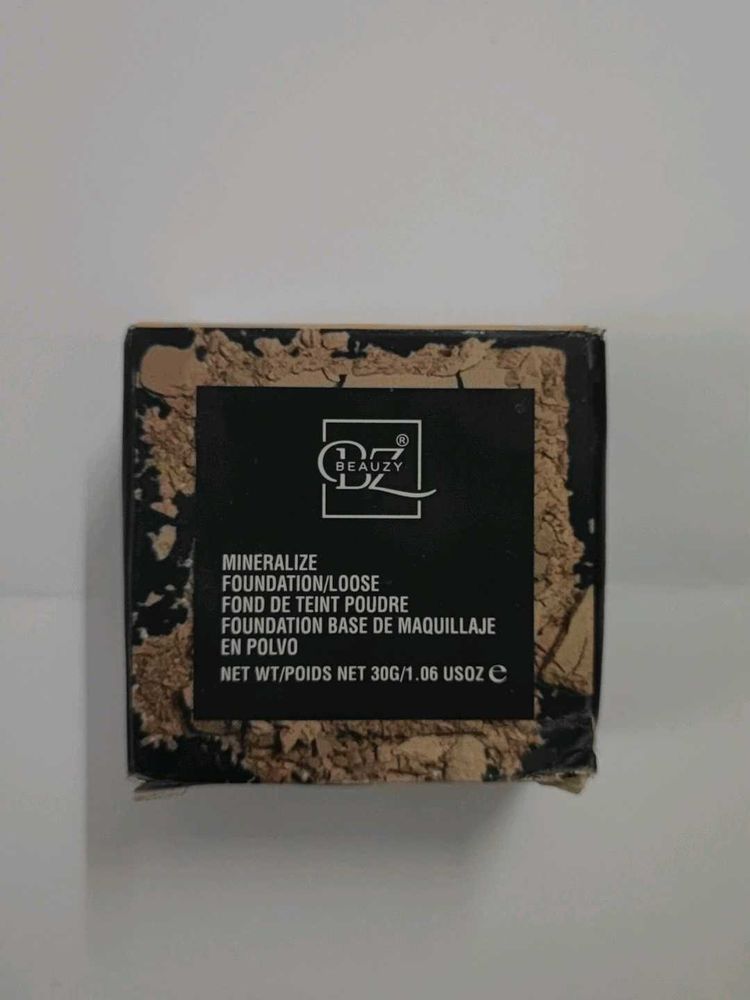 BZ®
BEAUZY
MINERALIZE
FOUNDATION/LOOSE
FOND DE TEINT POUDRE
FOUNDATION BASE DE MAQUILLAJE
EN POLVO
NET WT/POIDS NET 30G/1.06 USOZ ℮